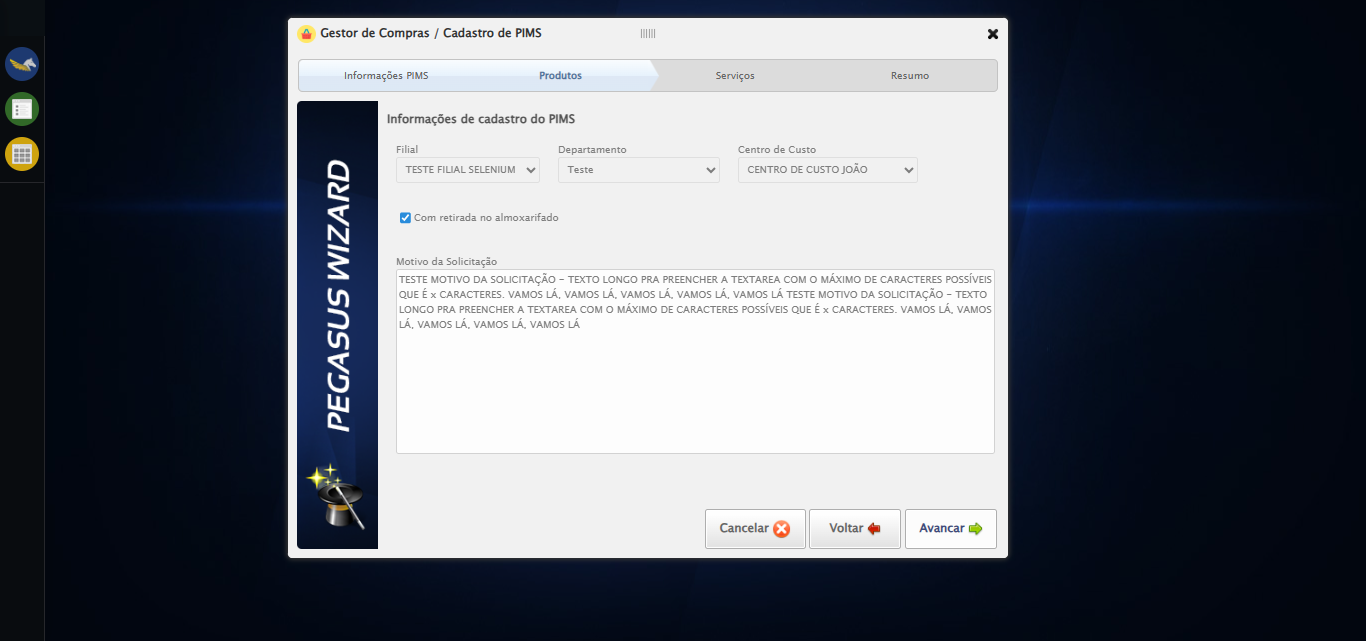 Gestor de Compras / Cadastro de PIMS
Informações PIMS
Produtos
Serviços
Resumo
PEGASUS WIZARD
Informações de cadastro do PIMS
Filial
Departamento
Centro de Custo
TESTE FILIAL SELENIUM
Teste
CENTRO DE CUSTO JOÃO
Com retirada no almoxarifado
Motivo da Solicitação
TESTE MOTIVO DA SOLICITAÇÃO - TEXTO LONGO PRA PREENCHER A TEXTAREA COM O MÁXIMO DE CARACTERES POSSÍVEIS
QUE É x CARACTERES. VAMOS LÁ, VAMOS LÁ, VAMOS LÁ, VAMOS LÁ, VAMOS LÁ TESTE MOTIVO DA SOLICITAÇÃO - TEXTO
LONGO PRA PREENCHER A TEXTAREA COM O MÁXIMO DE CARACTERES POSSÍVEIS QUE É x CARACTERES. VAMOS LÁ, VAMOS
LÁ, VAMOS LÁ, VAMOS LÁ, VAMOS LÁ
Cancelar
Voltar
Avancar